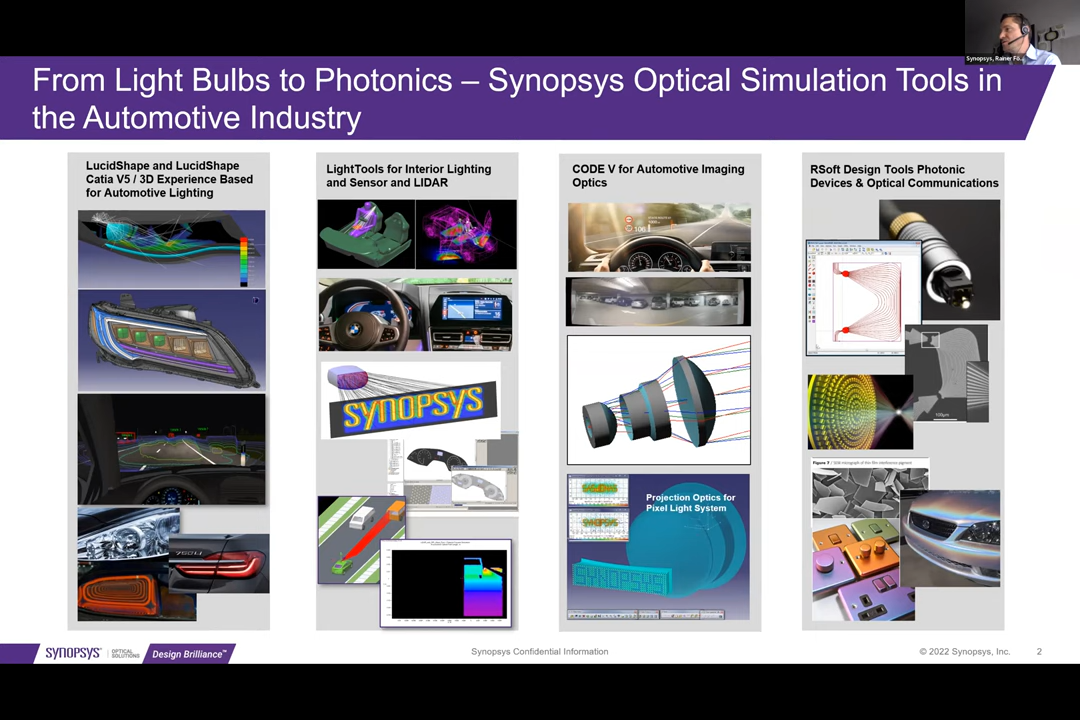 Synopsys, Rainer Fö...
From Light Bulbs to Photonics – Synopsys Optical Simulation Tools in
the Automotive Industry
LucidShape and LucidShape
Catia V5 / 3D Experience Based
for Automotive Lighting
LightTools for Interior Lighting
and Sensor and LIDAR
SYNOPSYS
CODE V for Automotive Imaging
Optics
106
Projection Optics for
Pixel Light System
SYNOPSYS
RSoft Design Tools Photonic
Devices & Optical Communications
100µm
SYNOPSYS
OPTICAL
SOLUTIONS
Design Brilliance™
Synopsys Confidential Information
© 2022 Synopsys, Inc.
2